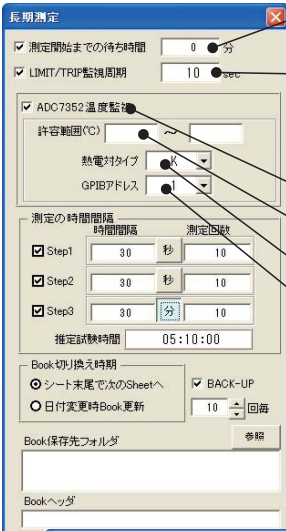 長期測定
測定開始までの待ち時間 0 分
LIMIT/TRIP監視周期 10 sec
ADC7352温度監視
許容範囲(℃) ～
熱電対タイプ K
GPIBアドレス 1
測定の時間間隔
時間間隔 測定回数
Step1 30 秒 10
Step2 30 秒 10
Step3 30 分 10
推定試験時間 05:10:00
Book切り換え時期
シート末尾で次のSheetへ BACK-UP
日付変更時Book更新 10 回毎
Book保存先フォルダ 参照
Bookヘッダ